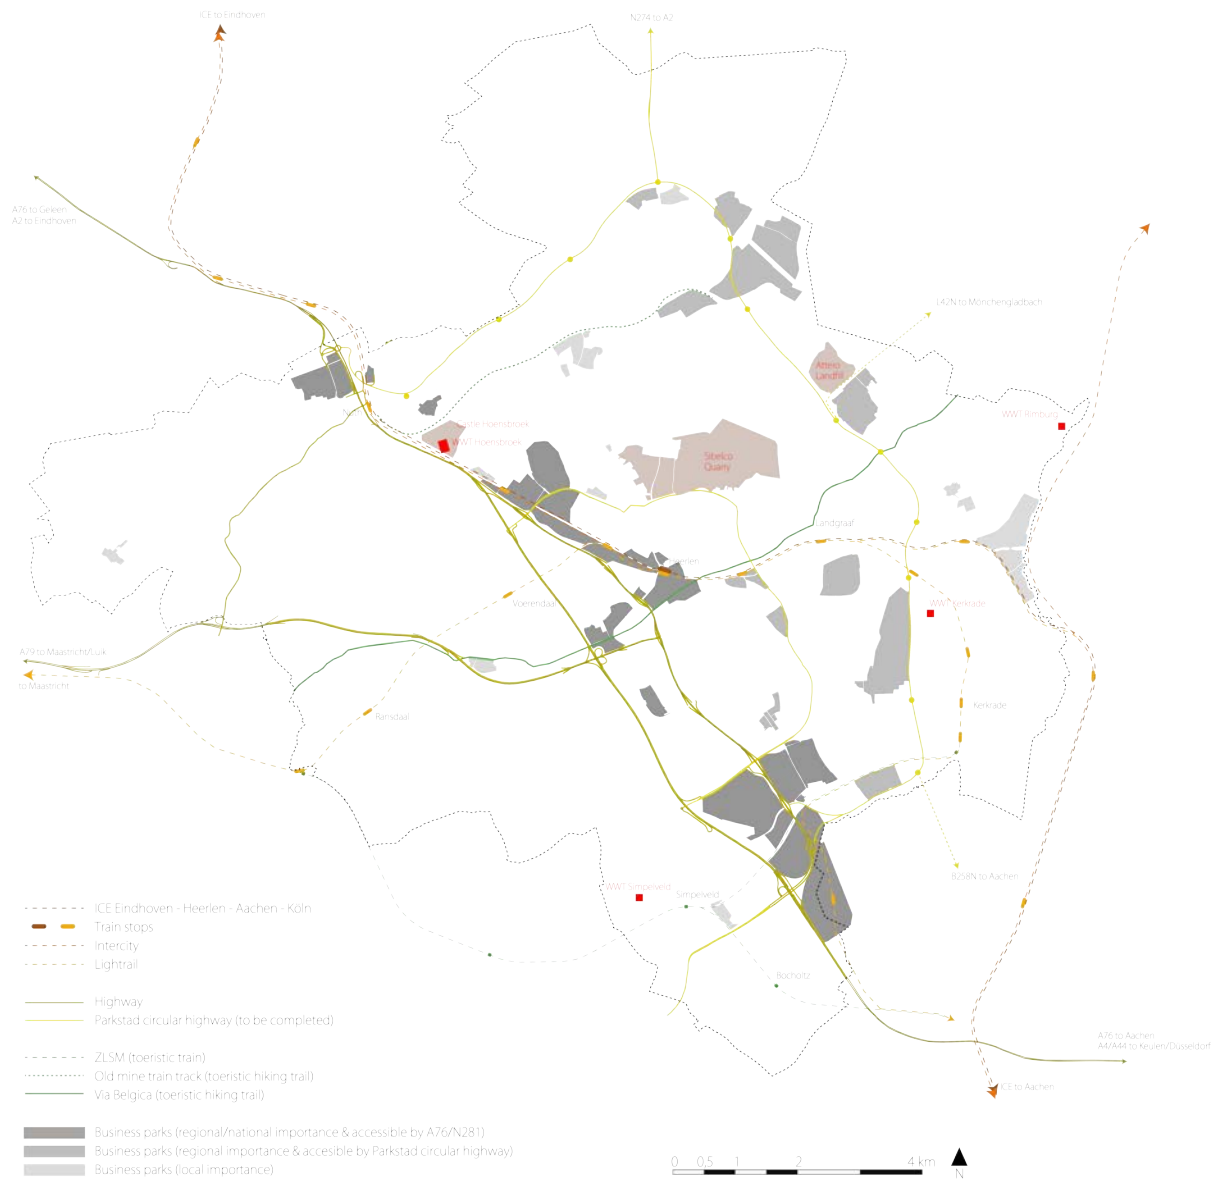 ICE to Eindhoven
N274 to A2
A76 to Geleen
A2 to Eindhoven
L42N to Mönchengladbach
Abdissenbosch
Landfill
WWT Rimburg
Hoensbroek
WWT Hoensbroek
Sibelco
Quarry
Landgraaf
Heerlen
Voerendaal
WWT Kerkrade
A79 to Maastricht/Luik
to Maastricht
Ransdaal
Kerkrade
B258N to Aachen
WWT Simpelveld
Simpelveld
Bocholtz
A76 to Aachen
A4/A44 to Keulen/Dusseldorf
ICE to Aachen
ICE Eindhoven - Heerlen - Aachen - Köln
Train stops
Intercity
Lightrail
Highway
Parkstad circular highway (to be completed)
ZLSM (toeristic train)
Old mine train track (toeristic hiking trail)
Via Belgica (toeristic hiking trail)
Business parks (regional/national importance & accessible by A76/N281)
Business parks (regional importance & accesible by Parkstad circular highway)
Business parks (local importance)
0 0,5 1 2 4 km
N